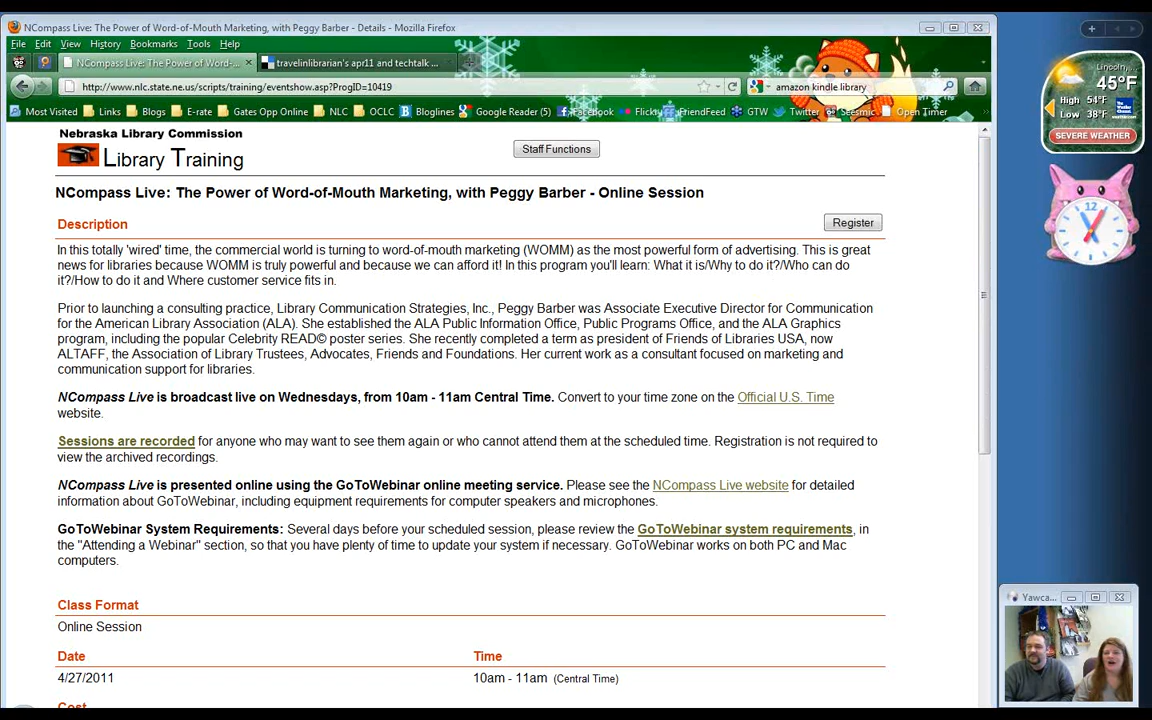 NCompass Live: The Power of Word-of-Mouth Marketing, with Peggy Barber - Details - Mozilla Firefox
File Edit View History Bookmarks Tools Help
NCompass Live: The Power of Word-...
travelinlibrarian's apr11 and techtalk ...
http://www.nlc.state.ne.us/scripts/training/eventshow.asp?ProgID=10419
amazon kindle library
Most Visited Links Blogs E-rate Gates Opp Online NLC OCLC Bloglines Google Reader (5) Facebook Flickr FriendFeed GTW Twitter Seesmic Open Timer
Nebraska Library Commission
Library Training
Staff Functions
NCompass Live: The Power of Word-of-Mouth Marketing, with Peggy Barber - Online Session
Description
Register
In this totally 'wired' time, the commercial world is turning to word-of-mouth marketing (WOMM) as the most powerful form of advertising. This is great
news for libraries because WOMM is truly powerful and because we can afford it! In this program you'll learn: What it is/Why to do it?/Who can do
it?/How to do it and Where customer service fits in.
Prior to launching a consulting practice, Library Communication Strategies, Inc., Peggy Barber was Associate Executive Director for Communication
for the American Library Association (ALA). She established the ALA Public Information Office, Public Programs Office, and the ALA Graphics
program, including the popular Celebrity READ© poster series. She recently completed a term as president of Friends of Libraries USA, now
ALTAFF, the Association of Library Trustees, Advocates, Friends and Foundations. Her current work as a consultant focused on marketing and
communication support for libraries.
NCompass Live is broadcast live on Wednesdays, from 10am - 11am Central Time. Convert to your time zone on the Official U.S. Time
website.
Sessions are recorded for anyone who may want to see them again or who cannot attend them at the scheduled time. Registration is not required to
view the archived recordings.
NCompass Live is presented online using the GoToWebinar online meeting service. Please see the NCompass Live website for detailed
information about GoToWebinar, including equipment requirements for computer speakers and microphones.
GoToWebinar System Requirements: Several days before your scheduled session, please review the GoToWebinar system requirements, in
the "Attending a Webinar" section, so that you have plenty of time to update your system if necessary. GoToWebinar works on both PC and Mac
computers.
Class Format
Online Session
Date
Time
4/27/2011
10am - 11am (Central Time)
Cost
Lincoln,
45°F
High 54°F
Low 38°F
SEVERE WEATHER
12
Yawca...